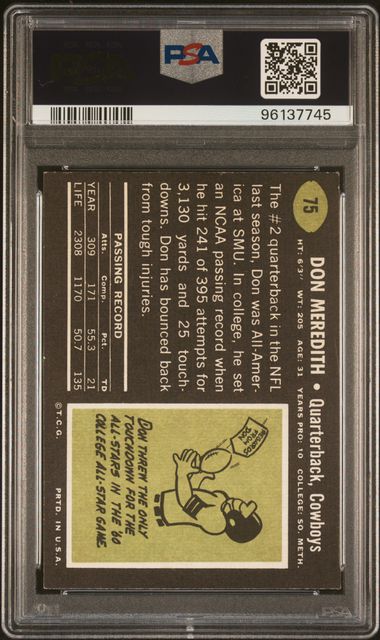 PSA
96137745
75
DON MEREDITH • Quarterback, Cowboys
HT: 6'3" WT: 205 AGE: 31 YEARS PRO: 10 COLLEGE: SO. METH.
The #2 quarterback in the NFL
last season, Don was All-Amer-
ica at SMU. In college, he set
an NCAA passing record when
he hit 241 of 395 attempts for
3,130 yards and 25 touch-
downs. Don has bounced back
from tough injuries.
PASSING RECORD
Atts. Comp. Pct. TD
YEAR 309 171 55.3 21
LIFE 2308 1170 50.7 135
REGARDS FROM DON
DON THREW THE ONLY
TOUCHDOWN FOR THE
ALL-STARS IN THE '60
COLLEGE ALL-STAR GAME.
© T.C.G. PRTD. IN U.S.A.